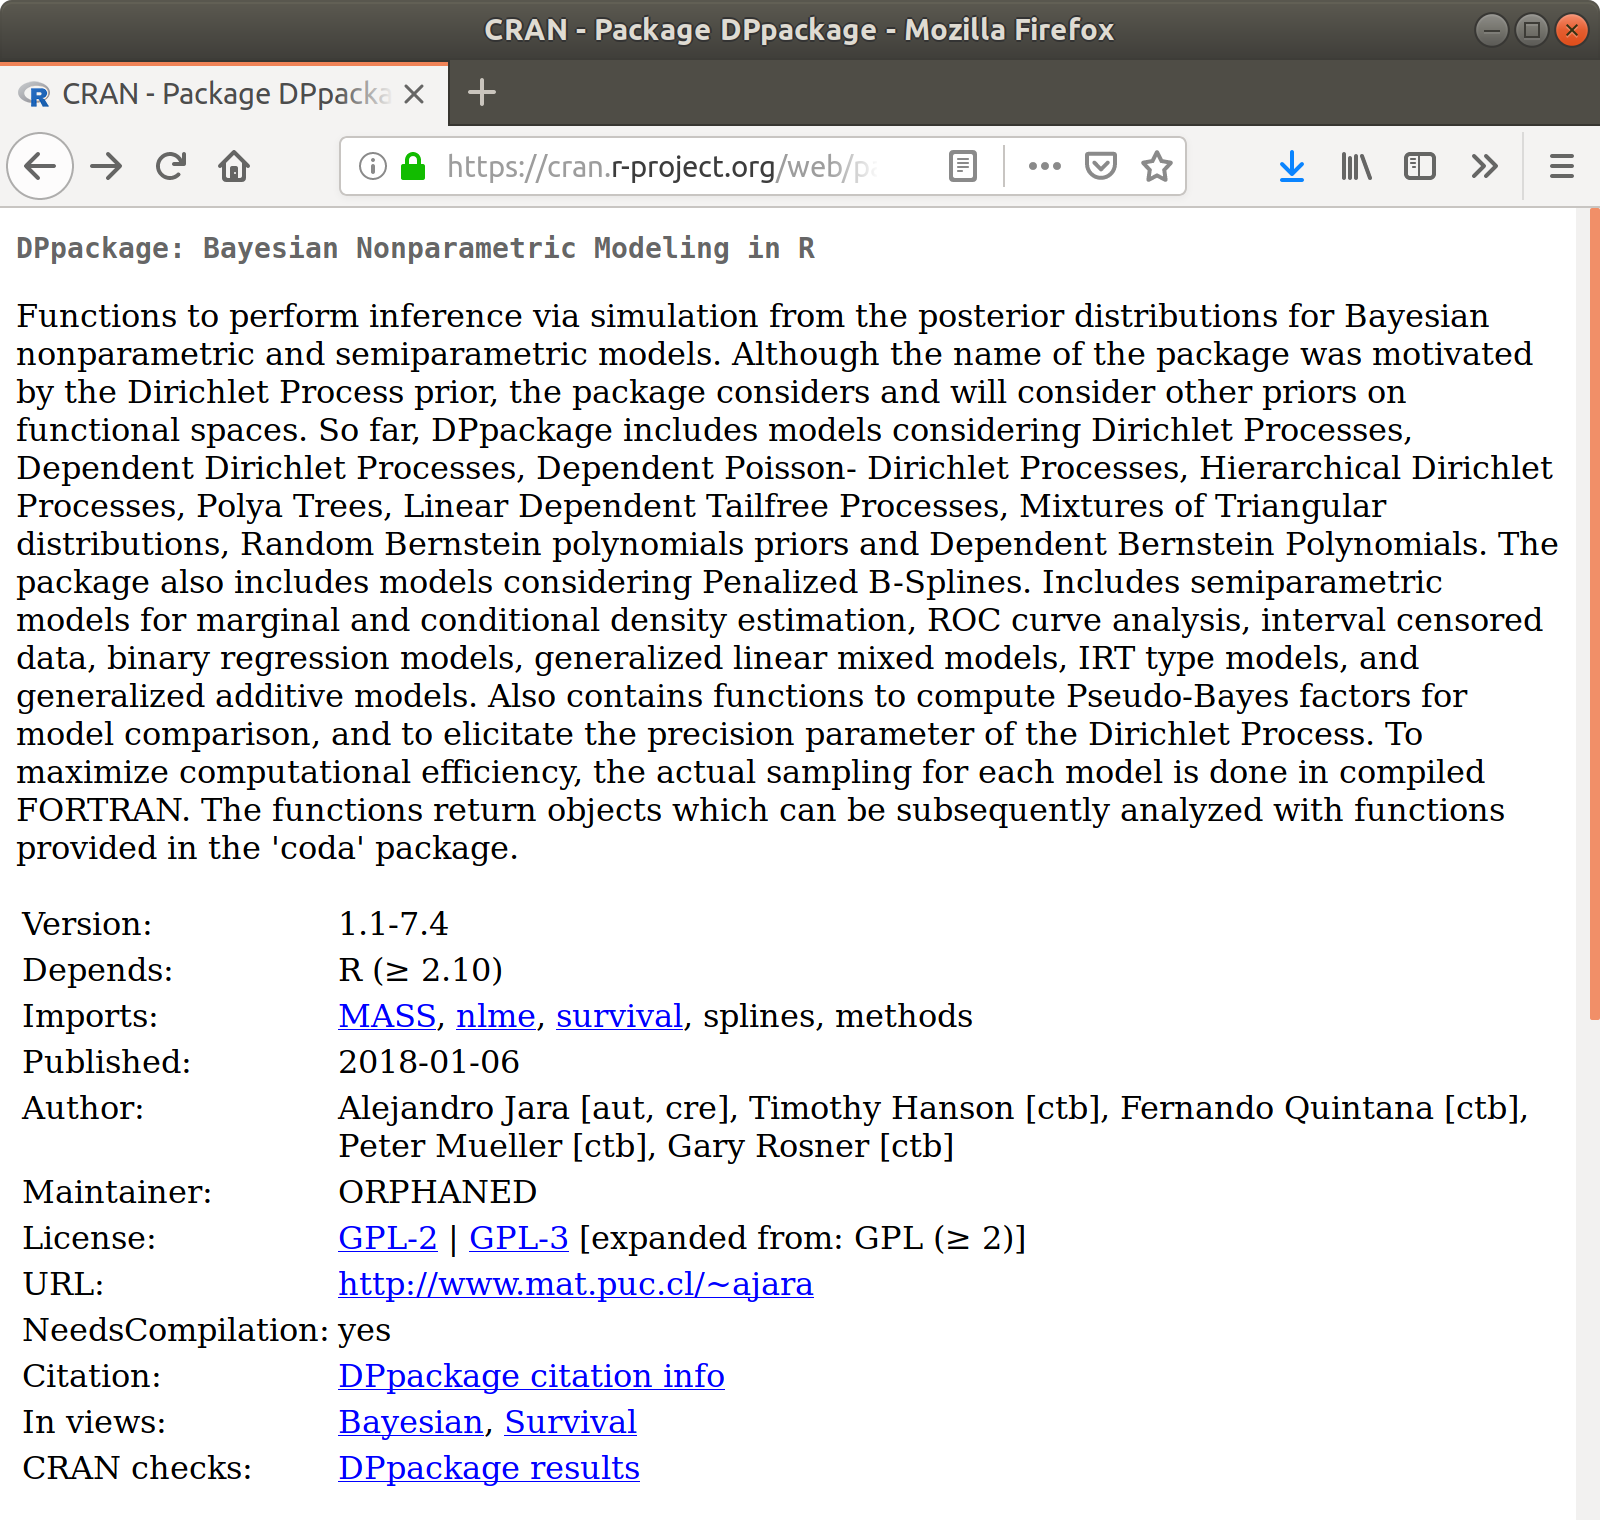 CRAN - Package DPpackage - Mozilla Firefox
CRAN - Package DPpacka
https://cran.r-project.org/web/pa
DPpackage: Bayesian Nonparametric Modeling in R
Functions to perform inference via simulation from the posterior distributions for Bayesian
nonparametric and semiparametric models. Although the name of the package was motivated
by the Dirichlet Process prior, the package considers and will consider other priors on
functional spaces. So far, DPpackage includes models considering Dirichlet Processes,
Dependent Dirichlet Processes, Dependent Poisson- Dirichlet Processes, Hierarchical Dirichlet
Processes, Polya Trees, Linear Dependent Tailfree Processes, Mixtures of Triangular
distributions, Random Bernstein polynomials priors and Dependent Bernstein Polynomials. The
package also includes models considering Penalized B-Splines. Includes semiparametric
models for marginal and conditional density estimation, ROC curve analysis, interval censored
data, binary regression models, generalized linear mixed models, IRT type models, and
generalized additive models. Also contains functions to compute Pseudo-Bayes factors for
model comparison, and to elicitate the precision parameter of the Dirichlet Process. To
maximize computational efficiency, the actual sampling for each model is done in compiled
FORTRAN. The functions return objects which can be subsequently analyzed with functions
provided in the 'coda' package.
Version: 1.1-7.4
Depends: R (≥ 2.10)
Imports: MASS, nlme, survival, splines, methods
Published: 2018-01-06
Author: Alejandro Jara [aut, cre], Timothy Hanson [ctb], Fernando Quintana [ctb],
Peter Mueller [ctb], Gary Rosner [ctb]
Maintainer: ORPHANED
License: GPL-2 | GPL-3 [expanded from: GPL (≥ 2)]
URL: http://www.mat.puc.cl/~ajara
NeedsCompilation: yes
Citation: DPpackage citation info
In views: Bayesian, Survival
CRAN checks: DPpackage results